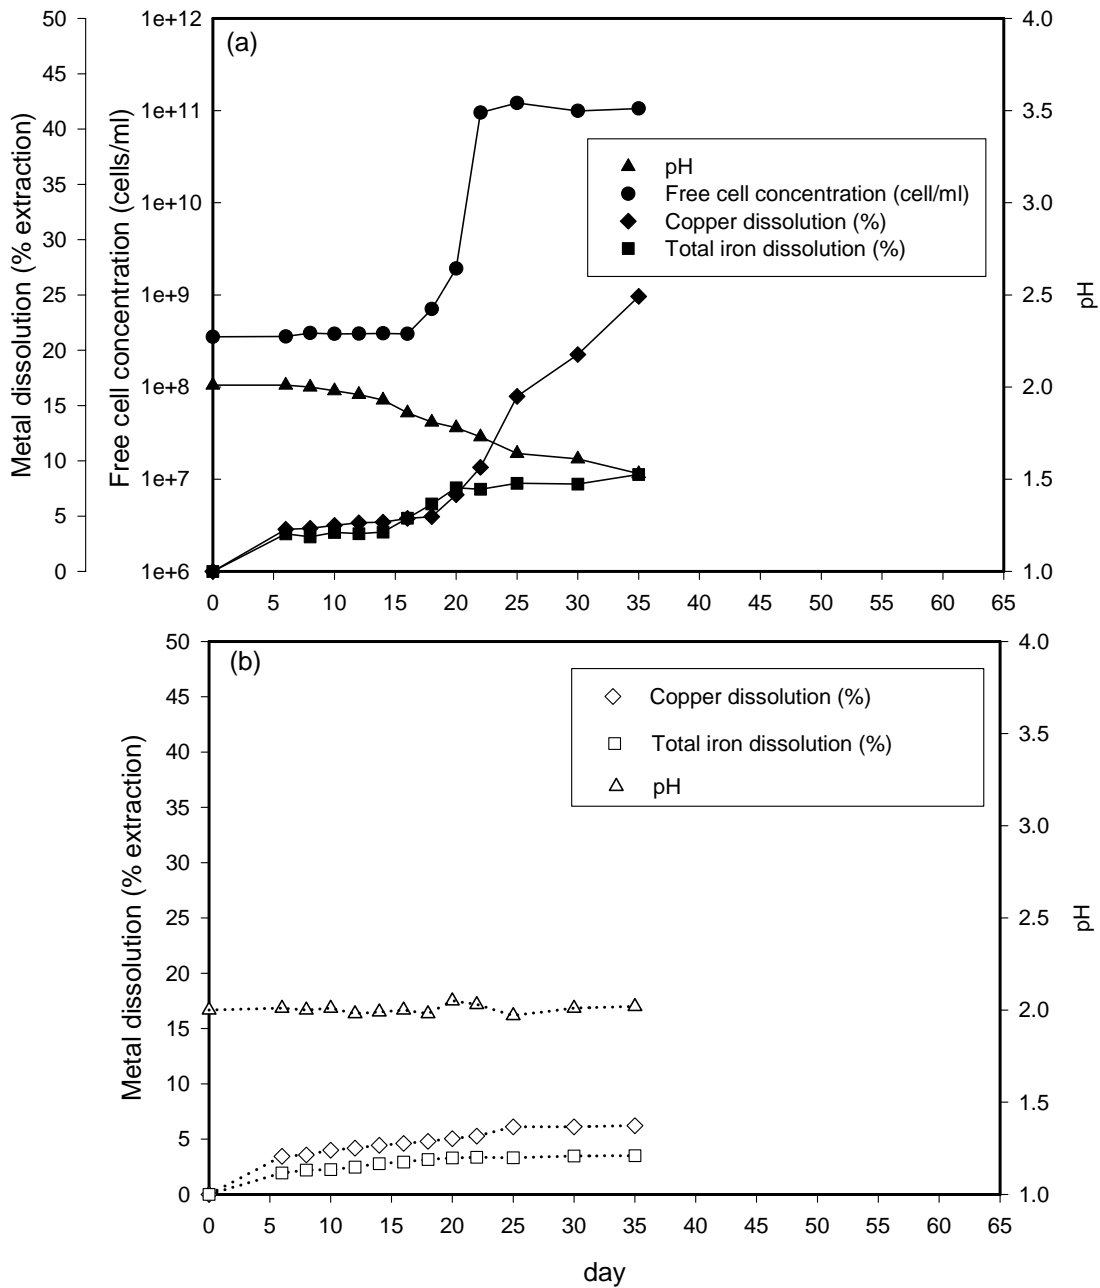 (a)
Metal dissolution (% extraction)
50
45
40
35
30
25
20
15
10
5
0
Free cell concentration (cells/ml)
1e+12
1e+11
1e+10
1e+9
1e+8
1e+7
1e+6
pH
Free cell concentration (cell/ml)
Copper dissolution (%)
Total iron dissolution (%)
4.0
3.5
3.0
2.5
2.0
1.5
1.0
pH
0 5 10 15 20 25 30 35 40 45 50 55 60 65
(b)
Metal dissolution (% extraction)
50
45
40
35
30
25
20
15
10
5
0
Copper dissolution (%)
Total iron dissolution (%)
pH
4.0
3.5
3.0
2.5
2.0
1.5
1.0
pH
0 5 10 15 20 25 30 35 40 45 50 55 60 65
day